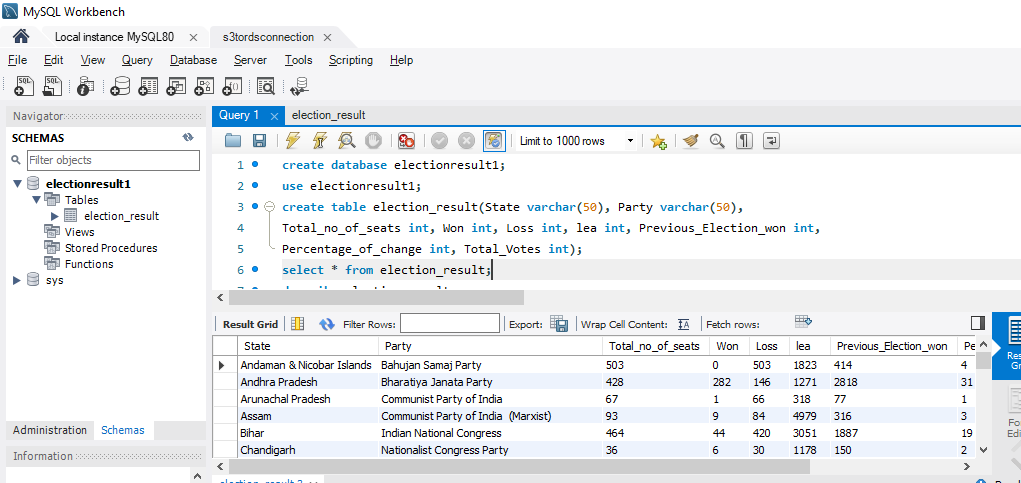 MySQL Workbench
Local instance MySQL80 × s3tordsconnection ×
File Edit View Query Database Server Tools Scripting Help
Navigator
SCHEMAS
Filter objects
electionresult1
Tables
election_result
Views
Stored Procedures
Functions
sys
Administration Schemas
Information
Query 1 × election_result
Limit to 1000 rows
1 create database electionresult1;
2 use electionresult1;
3 create table election_result(State varchar(50), Party varchar(50),
4 Total_no_of_seats int, Won int, Loss int, lea int, Previous_Election_won int,
5 Percentage_of_change int, Total_Votes int);
6 select * from election_result;
Result Grid Filter Rows: Export: Wrap Cell Content: IA Fetch rows:
State Party Total_no_of_seats Won Loss lea Previous_Election_won Pe
Andaman & Nicobar Islands Bahujan Samaj Party 503 0 503 1823 414 4
Andhra Pradesh Bharatiya Janata Party 428 282 146 1271 2818 31
Arunachal Pradesh Communist Party of India 67 1 66 318 77 1
Assam Communist Party of India (Marxist) 93 9 84 4979 316 3
Bihar Indian National Congress 464 44 420 3051 1887 19
Chandigarh Nationalist Congress Party 36 6 30 1178 150 2